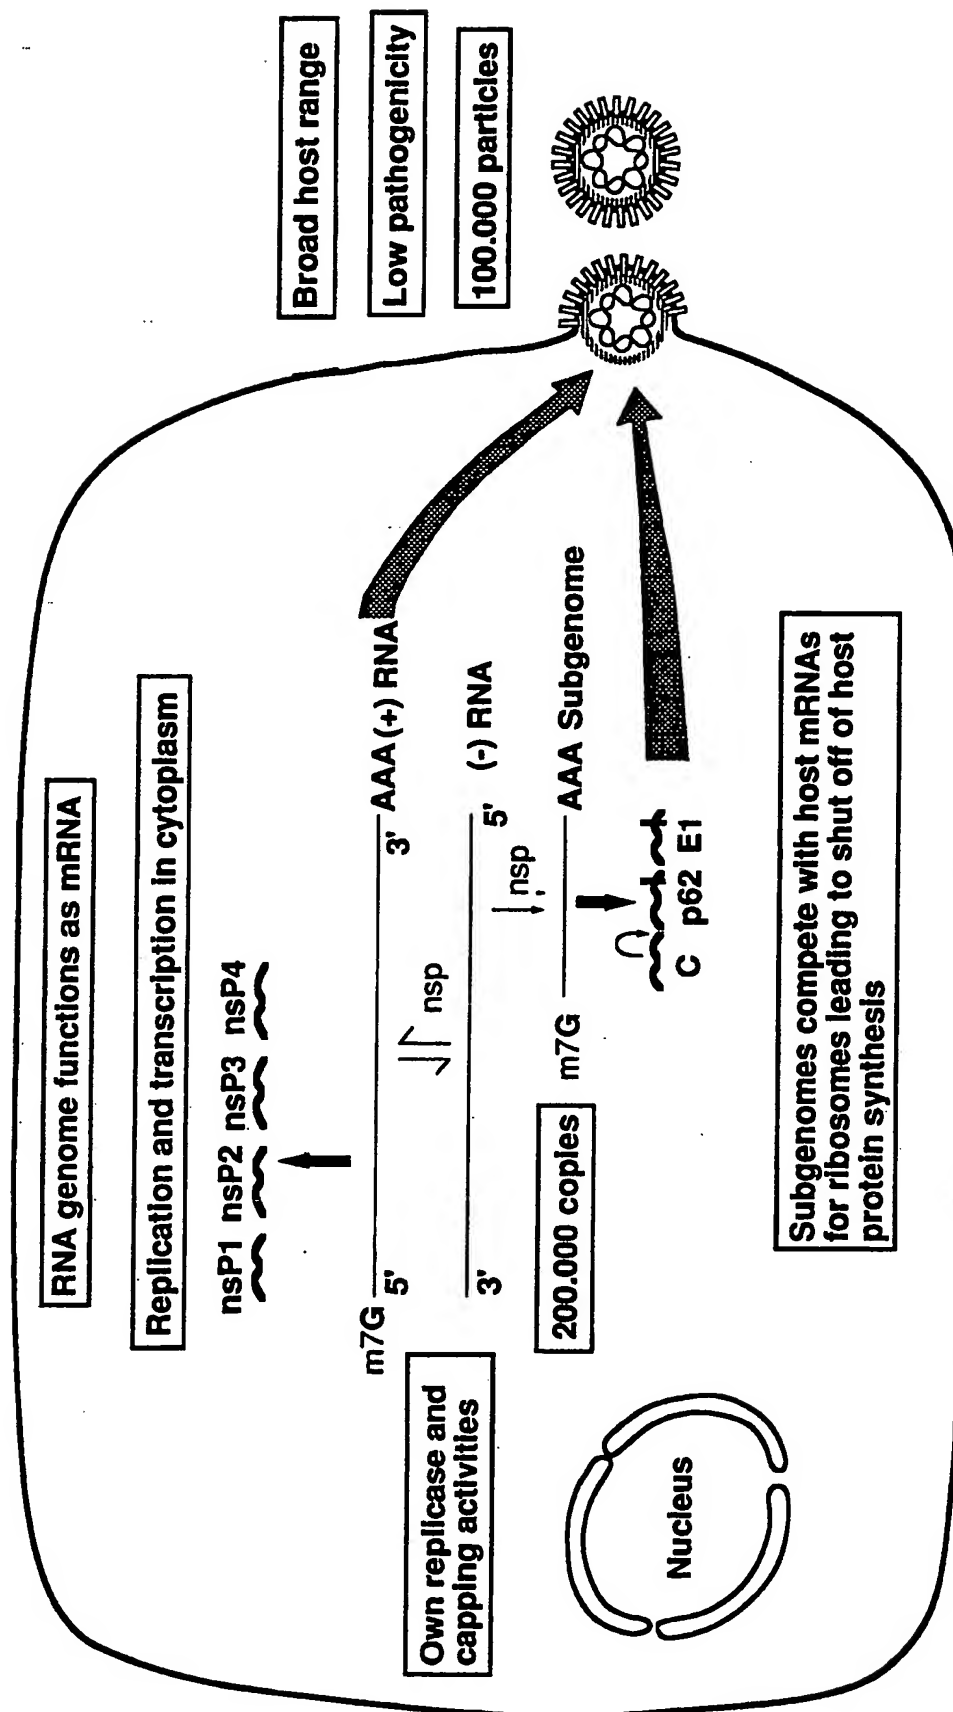 RNA genome functions as mRNA
Replication and transcription in cytoplasm
nsP1 nsP2 nsP3 nsP4
Broad host range
Low pathogenicity
100.000 particles
m7G
AAA (+) RNA
5'
3'
nsp
Own replicase and
capping activities
(-) RNA
3'
5'
nsp
200.000 copies
m7G
AAA Subgenome
C p62 E1
Nucleus
Subgenomes compete with host mRNAs
for ribosomes leading to shut off of host
protein synthesis